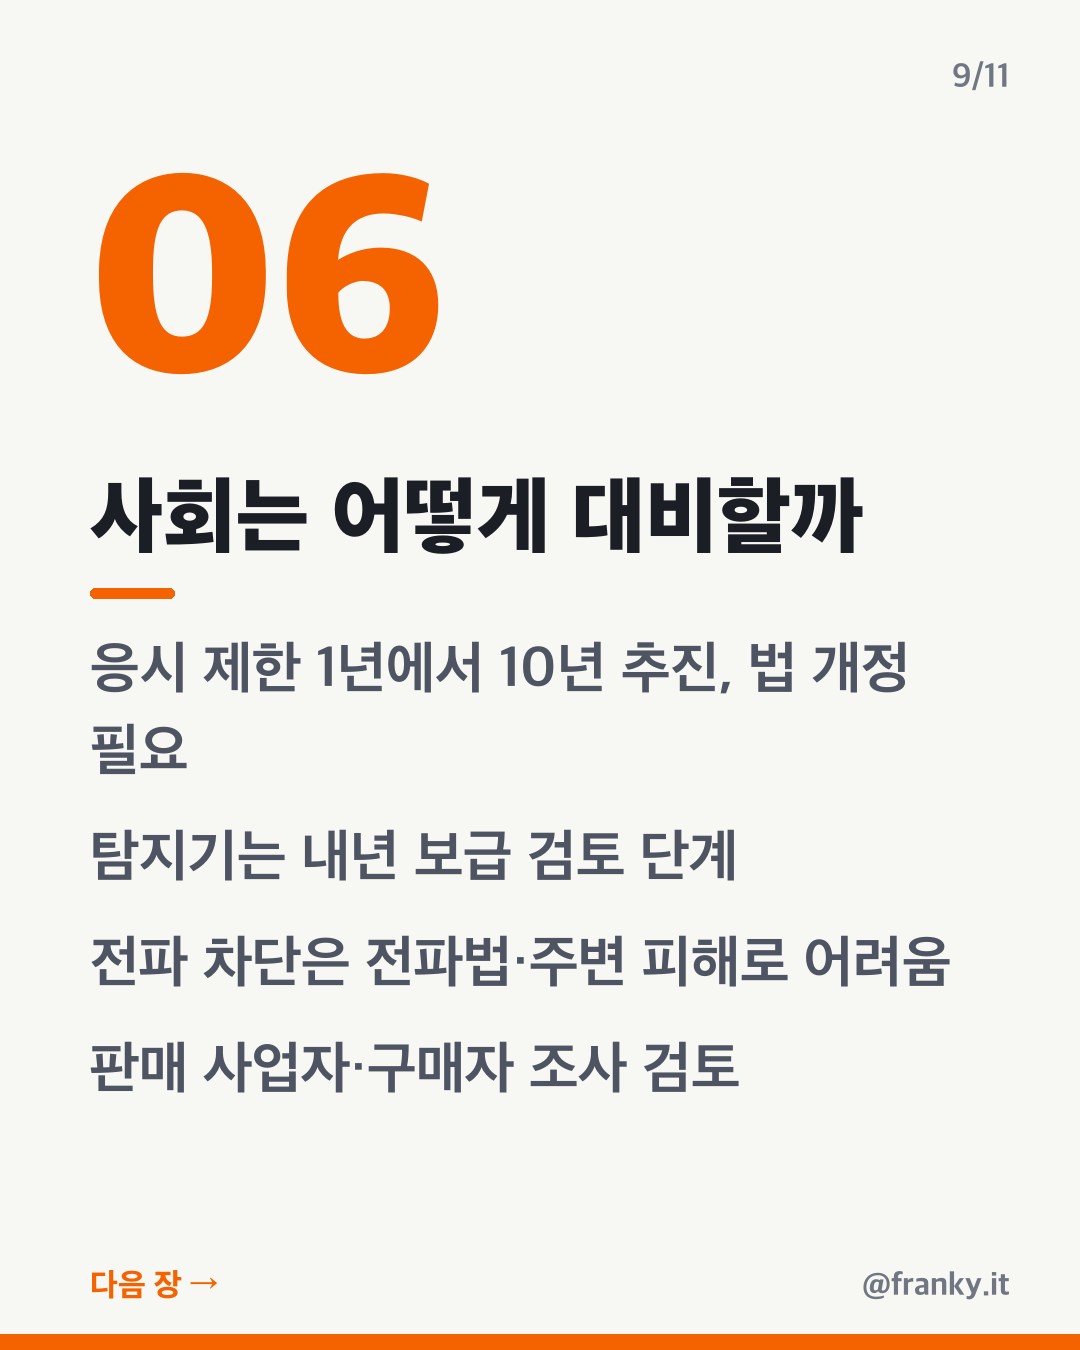 9/11
06
사회는 어떻게 대비할까
응시 제한 1년에서 10년 추진, 법 개정
필요
탐지기는 내년 보급 검토 단계
전파 차단은 전파법·주변 피해로 어려움
판매 사업자·구매자 조사 검토
다음 장 →
@franky.it